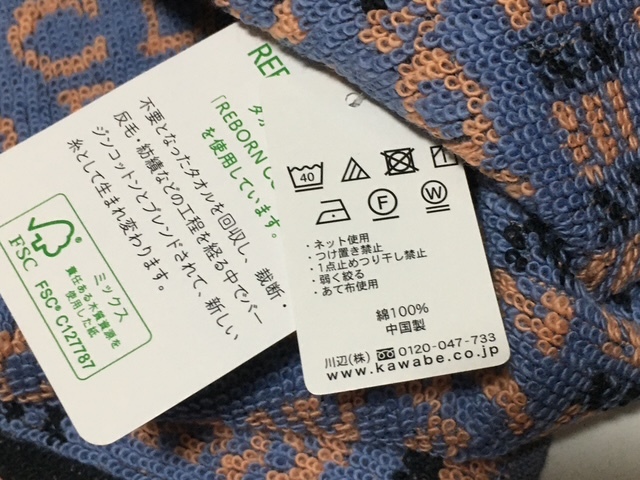 REB
タ
「REBORN
を使用しています。
不要となったタオルを回収し、裁断・
反毛・紡績などの工程を経る中でバー
ジンコットンとブレンドされて、新しい
糸として生まれ変わります。
FSC
ミックス
責任ある木質資源を
使用した紙
FSC® C127787
40
F
W
・ネット使用
・つけ置き禁止
・1点止めつり干し禁止
・弱く絞る
・あて布使用
綿100%
中国製
川辺(株) 0120-047-733
www.kawabe.co.jp